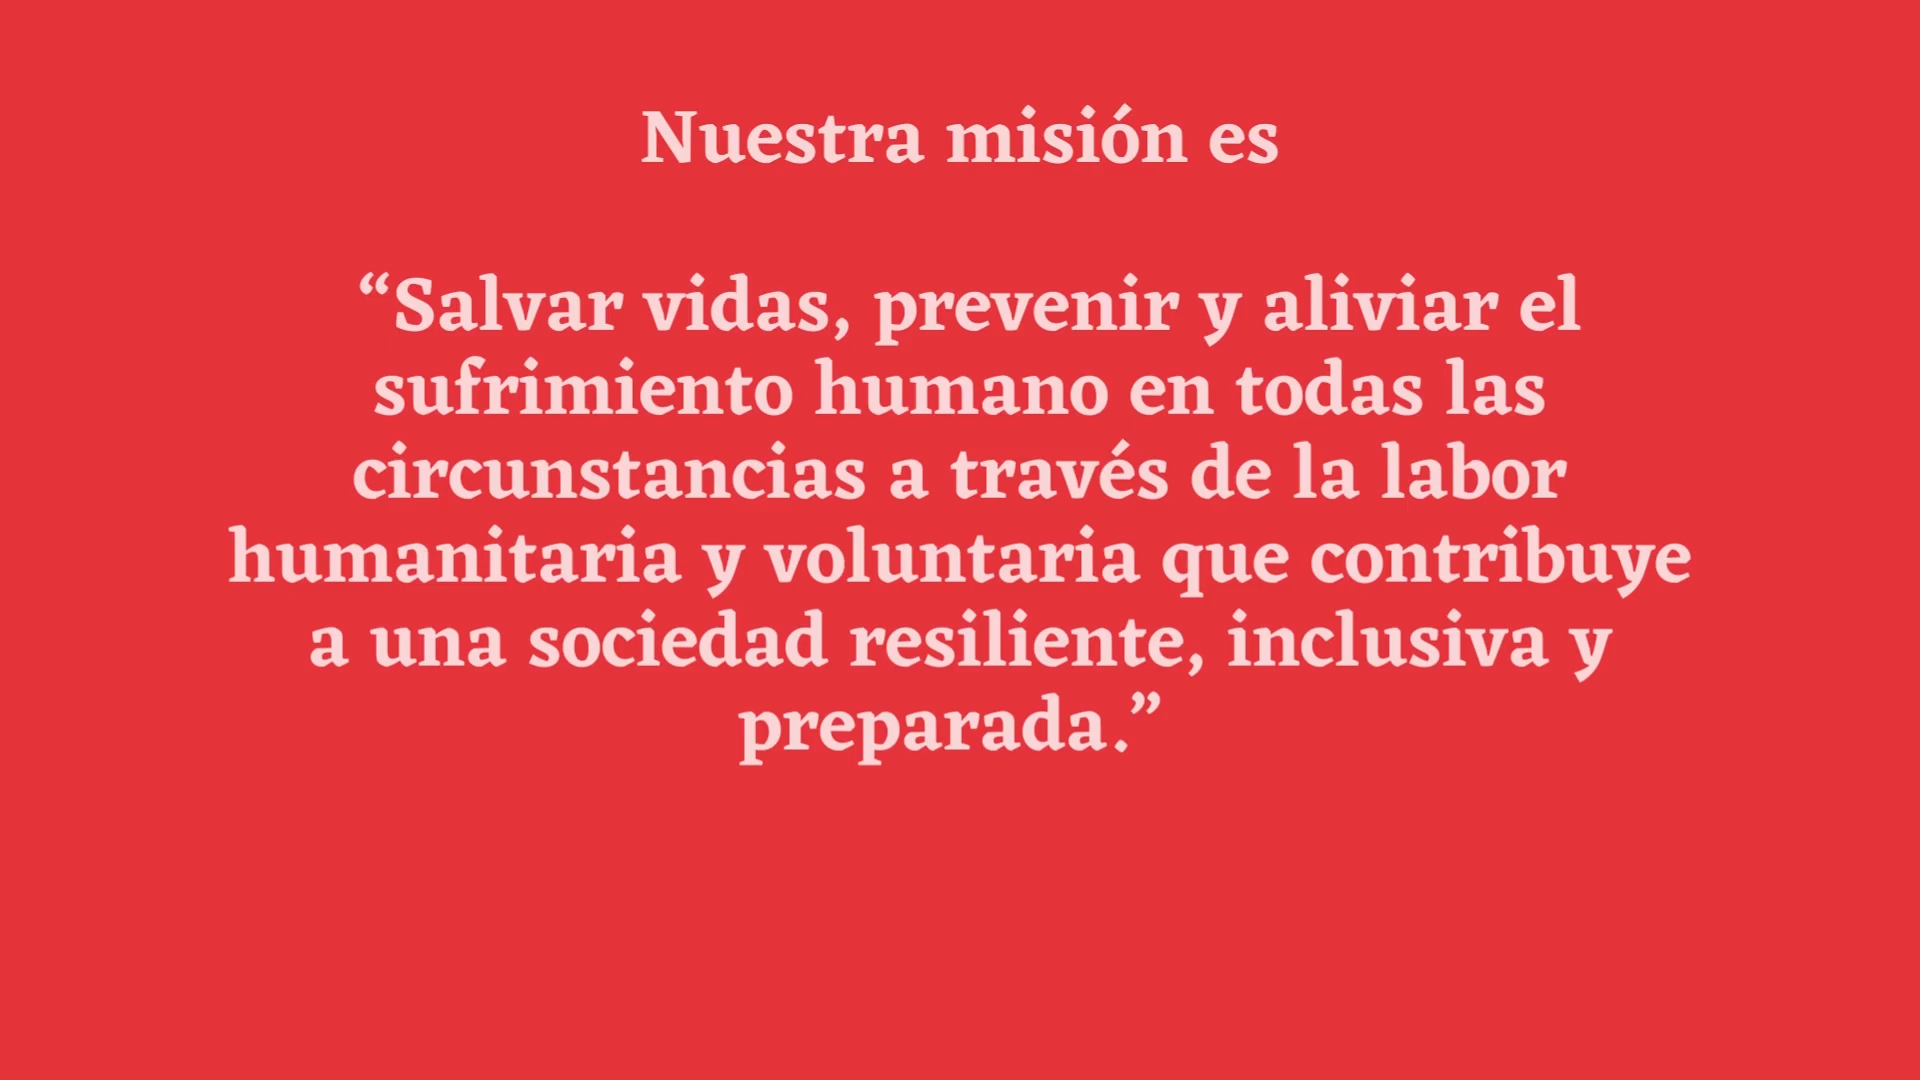 Nuestra misión es
“Salvar vidas, prevenir y aliviar el
sufrimiento humano en todas las
circunstancias a través de la labor
humanitaria y voluntaria que contribuye
a una sociedad resiliente, inclusiva y
preparada.”